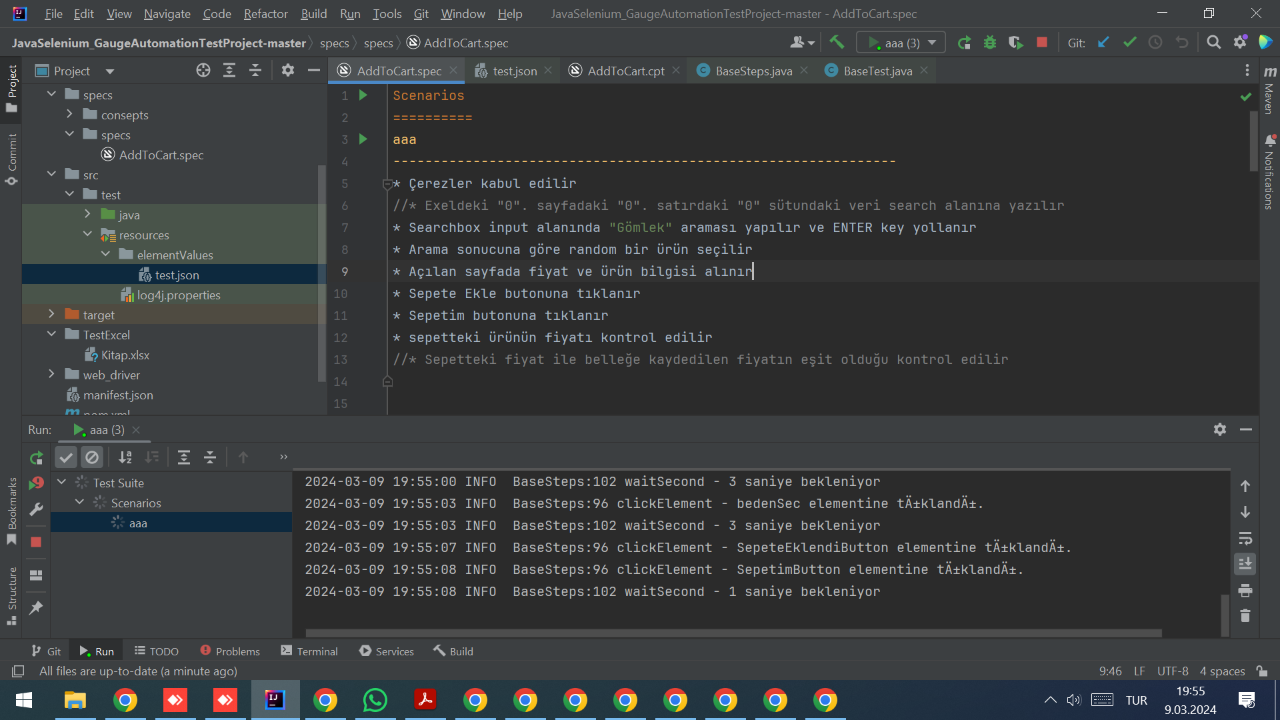 File Edit View Navigate Code Refactor Build Run Tools Git Window Help JavaSelenium_GaugeAutomationTestProject-master - AddToCart.spec
JavaSelenium_GaugeAutomationTestProject-master specs specs AddToCart.spec aaa (3) Git:
Project AddToCart.spec test.json AddToCart.cpt BaseSteps.java BaseTest.java
Project
Commit
Bookmarks
Structure
specs
consepts
specs
AddToCart.spec
src
test
java
resources
elementValues
test.json
log4j.properties
target
TestExcel
Kitap.xlsx
web_driver
manifest.json
pom.xml
1 Scenarios
2 ==========
3 aaa
4 ---------------------------------------------------------------
5 * Çerezler kabul edilir
6 //* Exeldeki "0". sayfadaki "0". satırdaki "0" sütundaki veri search alanına yazılır
7 * Searchbox input alanında "Gömlek" araması yapılır ve ENTER key yollanır
8 * Arama sonucuna göre random bir ürün seçilir
9 * Açılan sayfada fiyat ve ürün bilgisi alınır
10 * Sepete Ekle butonuna tıklanır
11 * Sepetim butonuna tıklanır
12 * sepetteki ürünün fiyatı kontrol edilir
13 //* Sepetteki fiyat ile belleğe kaydedilen fiyatın eşit olduğu kontrol edilir
14
15
Maven
Notifications
Run: aaa (3)
Test Suite
Scenarios
aaa
2024-03-09 19:55:00 INFO  BaseSteps:102 waitSecond - 3 saniye bekleniyor
2024-03-09 19:55:03 INFO  BaseSteps:96 clickElement - bedenSec elementine tÄ±klandÄ±.
2024-03-09 19:55:03 INFO  BaseSteps:102 waitSecond - 3 saniye bekleniyor
2024-03-09 19:55:07 INFO  BaseSteps:96 clickElement - SepeteEklendiButton elementine tÄ±klandÄ±.
2024-03-09 19:55:08 INFO  BaseSteps:96 clickElement - SepetimButton elementine tÄ±klandÄ±.
2024-03-09 19:55:08 INFO  BaseSteps:102 waitSecond - 1 saniye bekleniyor
Git Run TODO Problems Terminal Services Build
All files are up-to-date (a minute ago) 9:46 LF UTF-8 4 spaces
TUR 19:55
9.03.2024